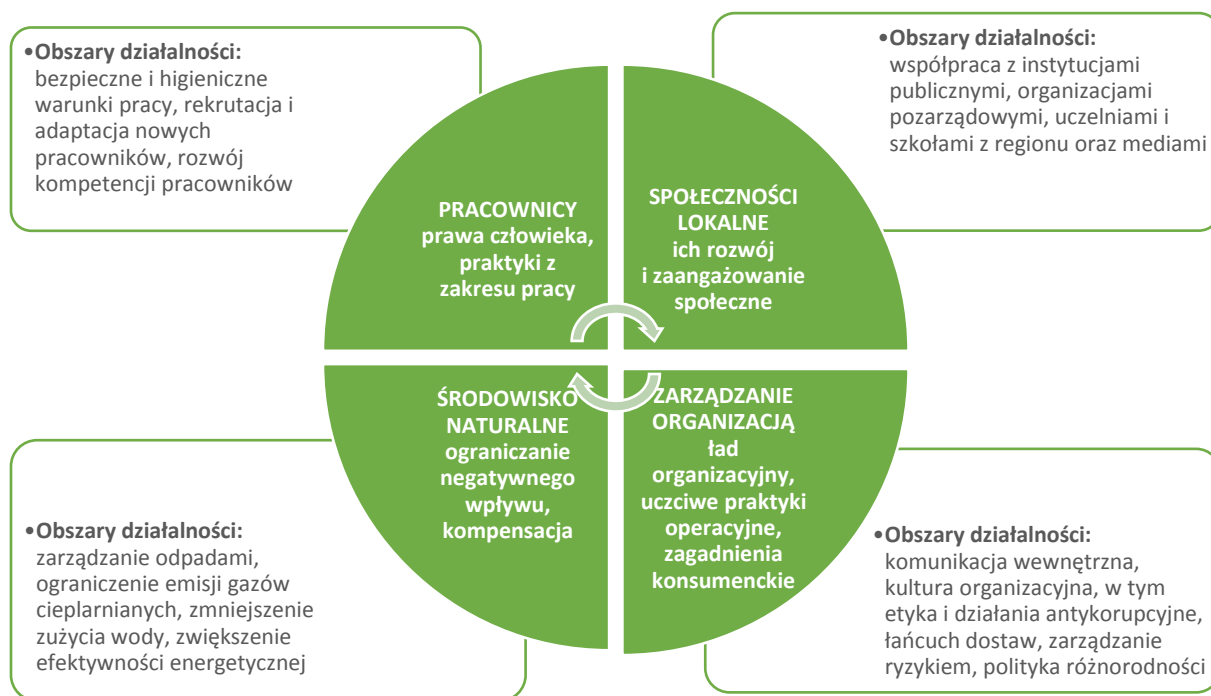 •Obszary działalności:
bezpieczne i higieniczne
warunki pracy, rekrutacja i
adaptacja nowych
pracowników, rozwój
kompetencji pracowników
•Obszary działalności:
współpraca z instytucjami
publicznymi, organizacjami
pozarządowymi, uczelniami i
szkołami z regionu oraz mediami
PRACOWNICY
prawa człowieka,
praktyki z
zakresu pracy
SPOŁECZNOŚCI
LOKALNE
ich rozwój
i zaangażowanie
społeczne
ŚRODOWISKO
NATURALNE
ograniczanie
negatywnego
wpływu,
kompensacja
ZARZĄDZANIE
ORGANIZACJĄ
ład
organizacyjny,
uczciwe praktyki
operacyjne,
zagadnienia
konsumenckie
•Obszary działalności:
zarządzanie odpadami,
ograniczenie emisji gazów
cieplarnianych, zmniejszenie
zużycia wody, zwiększenie
efektywności energetycznej
•Obszary działalności:
komunikacja wewnętrzna,
kultura organizacyjna, w tym
etyka i działania antykorupcyjne,
łańcuch dostaw, zarządzanie
ryzykiem, polityka różnorodności